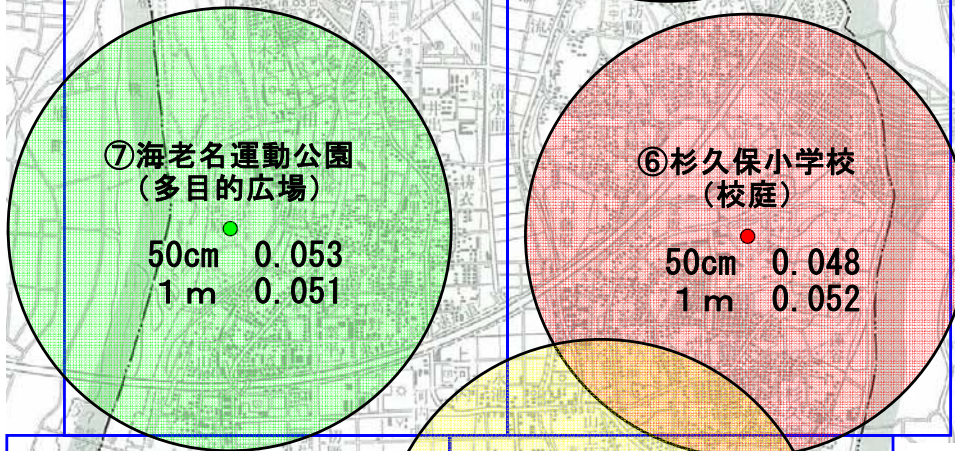 ⑦海老名運動公園
（多目的広場）
50cm 0.053
1ｍ 0.051
⑥杉久保小学校
（校庭）
50cm 0.048
1ｍ 0.052